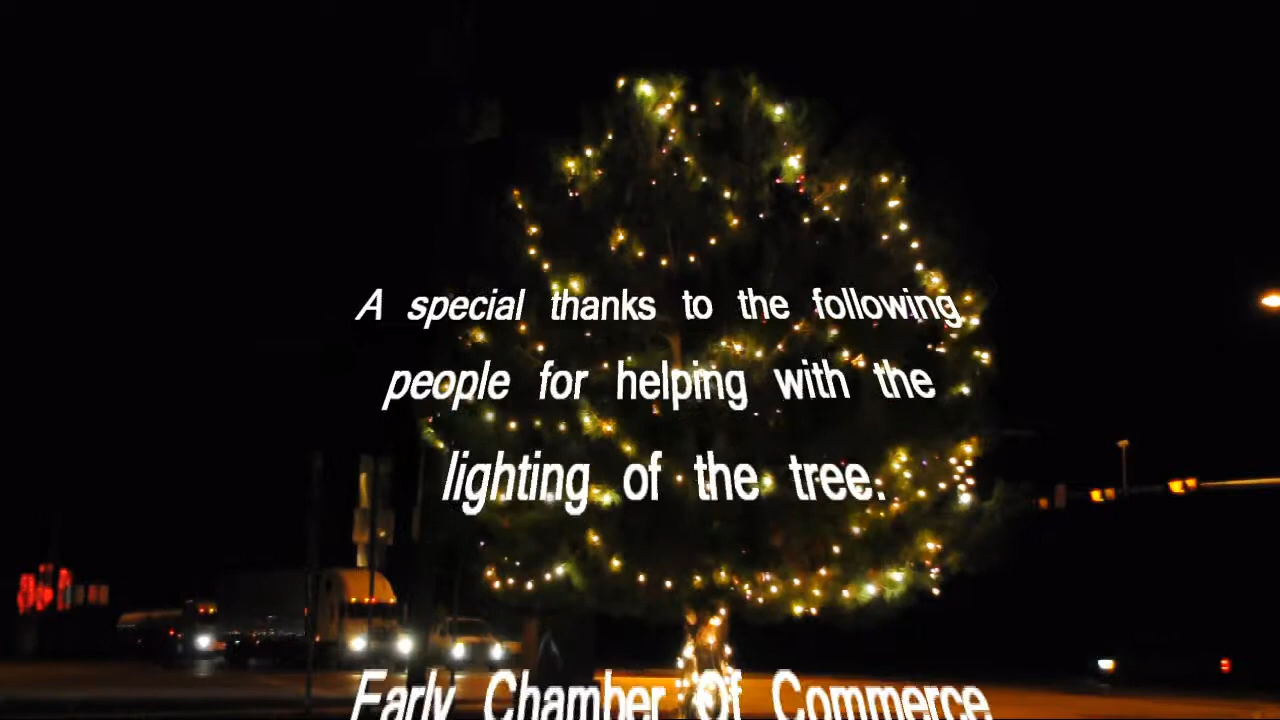 A special thanks to the following
people for helping with the
lighting of the tree.
Early Chamber Of Commerce